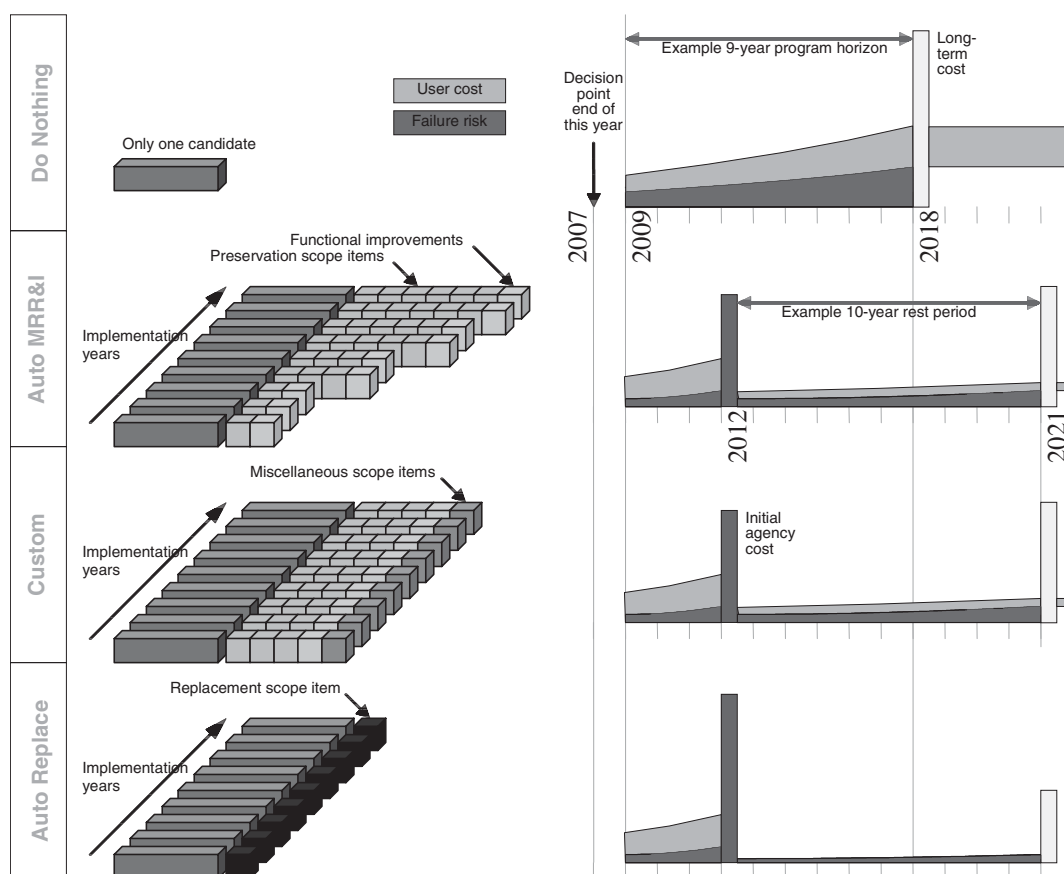 Do Nothing
Only one candidate
User cost
Failure risk
Decision
point
end of
this year
Example 9-year program horizon
Long-
term
cost
2007
2009
2018
Auto MRR&I
Functional improvements
Preservation scope items
Implementation
years
Example 10-year rest period
2012
2021
Custom
Miscellaneous scope items
Implementation
years
Initial
agency
cost
Auto Replace
Replacement scope item
Implementation
years